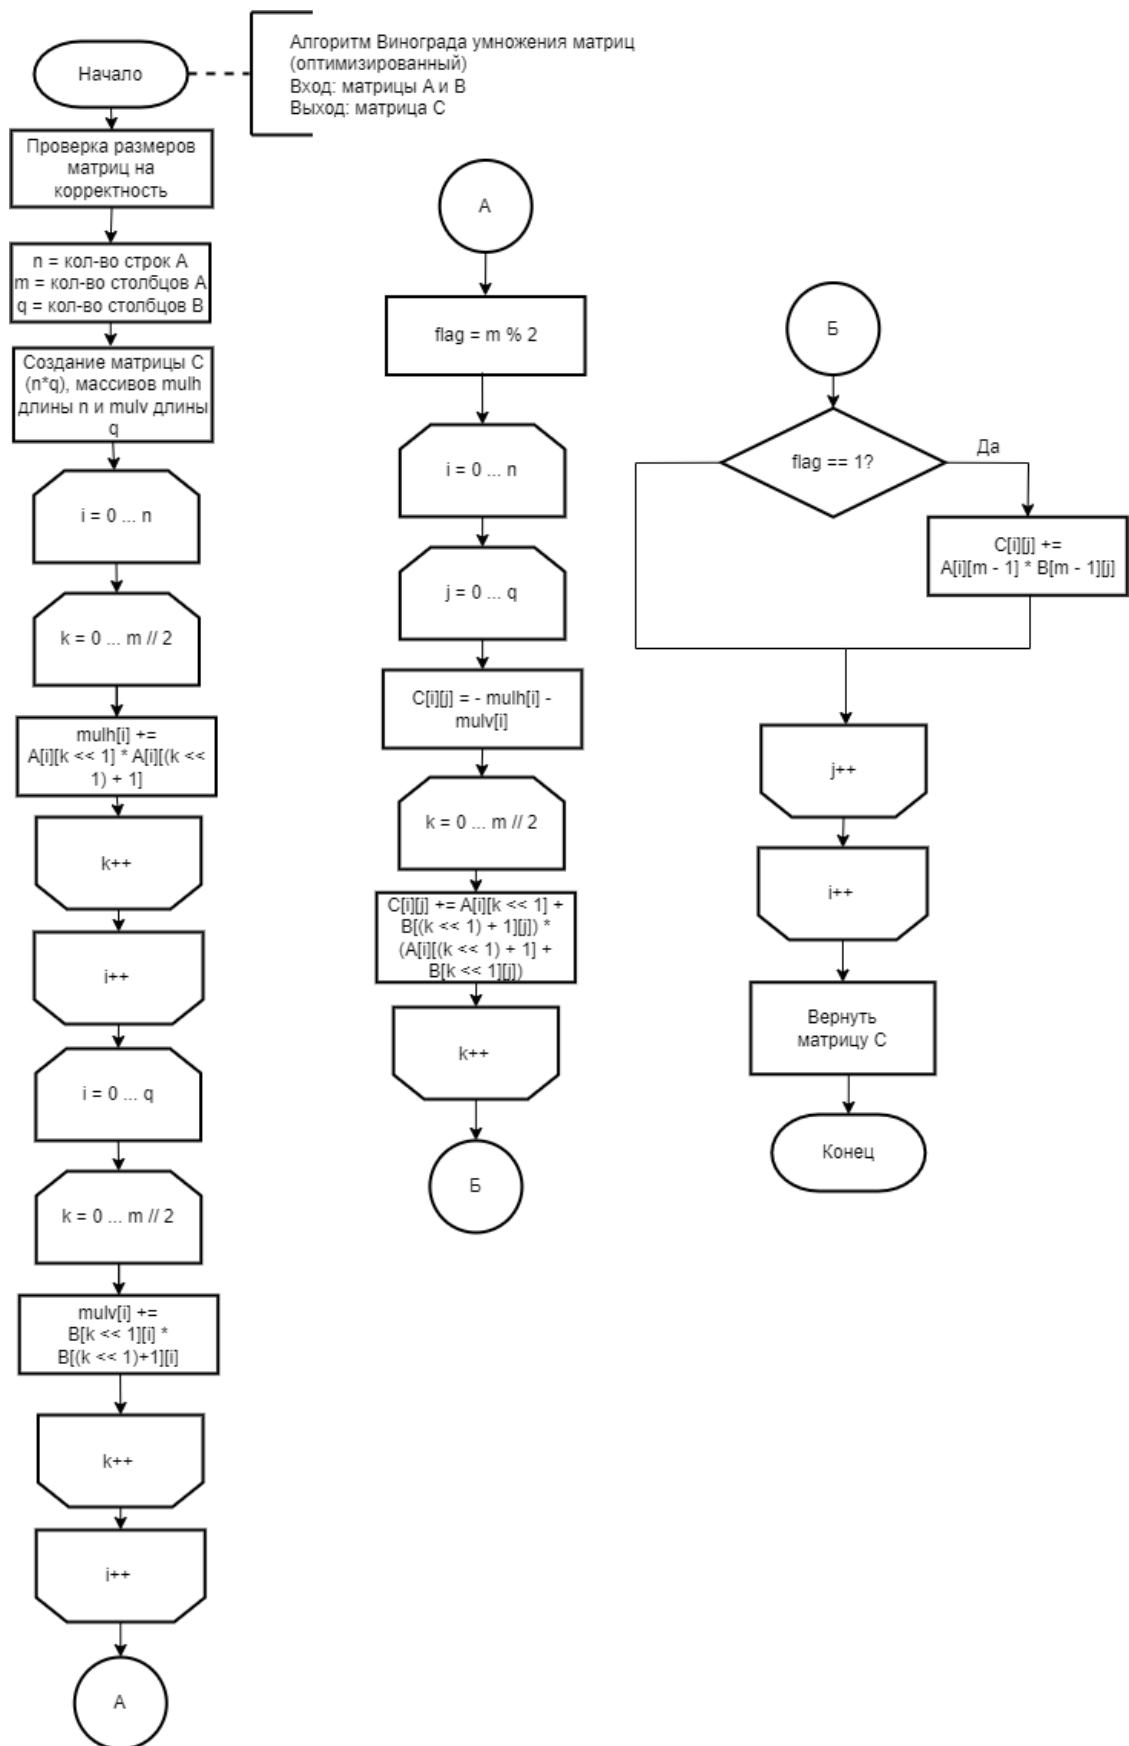 Начало
Алгоритм Винограда умножения матриц
(оптимизированный)
Вход: матрицы А и В
Выход: матрица С
Проверка размеров
матриц на
корректность
n = кол-во строк А
m = кол-во столбцов А
q = кол-во столбцов В
Создание матрицы С
(n*q), массивов mulh
длины n и mulv длины
q
i = 0 ... n
k = 0 ... m // 2
mulh[i] +=
A[i][k << 1] * A[i][(k <<
1) + 1]
k++
i++
i = 0 ... q
k = 0 ... m // 2
mulv[i] +=
B[k << 1][i] *
B[(k << 1)+1][i]
k++
i++
А
А
flag = m % 2
i = 0 ... n
j = 0 ... q
C[i][j] = - mulh[i] -
mulv[i]
k = 0 ... m // 2
C[i][j] += A[i][k << 1] +
B[(k << 1) + 1][j]) *
(A[i][(k << 1) + 1] +
B[k << 1][j])
k++
Б
Б
flag == 1?
Да
C[i][j] +=
A[i][m - 1] * B[m - 1][j]
j++
i++
Вернуть
матрицу С
Конец